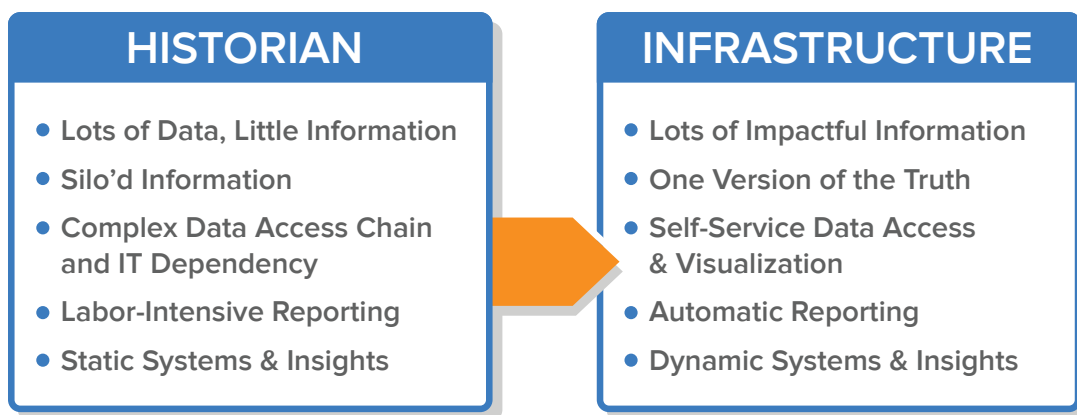 HISTORIAN
• Lots of Data, Little Information
• Silo’d Information
• Complex Data Access Chain
and IT Dependency
• Labor-Intensive Reporting
• Static Systems & Insights
INFRASTRUCTURE
• Lots of Impactful Information
• One Version of the Truth
• Self-Service Data Access
& Visualization
• Automatic Reporting
• Dynamic Systems & Insights